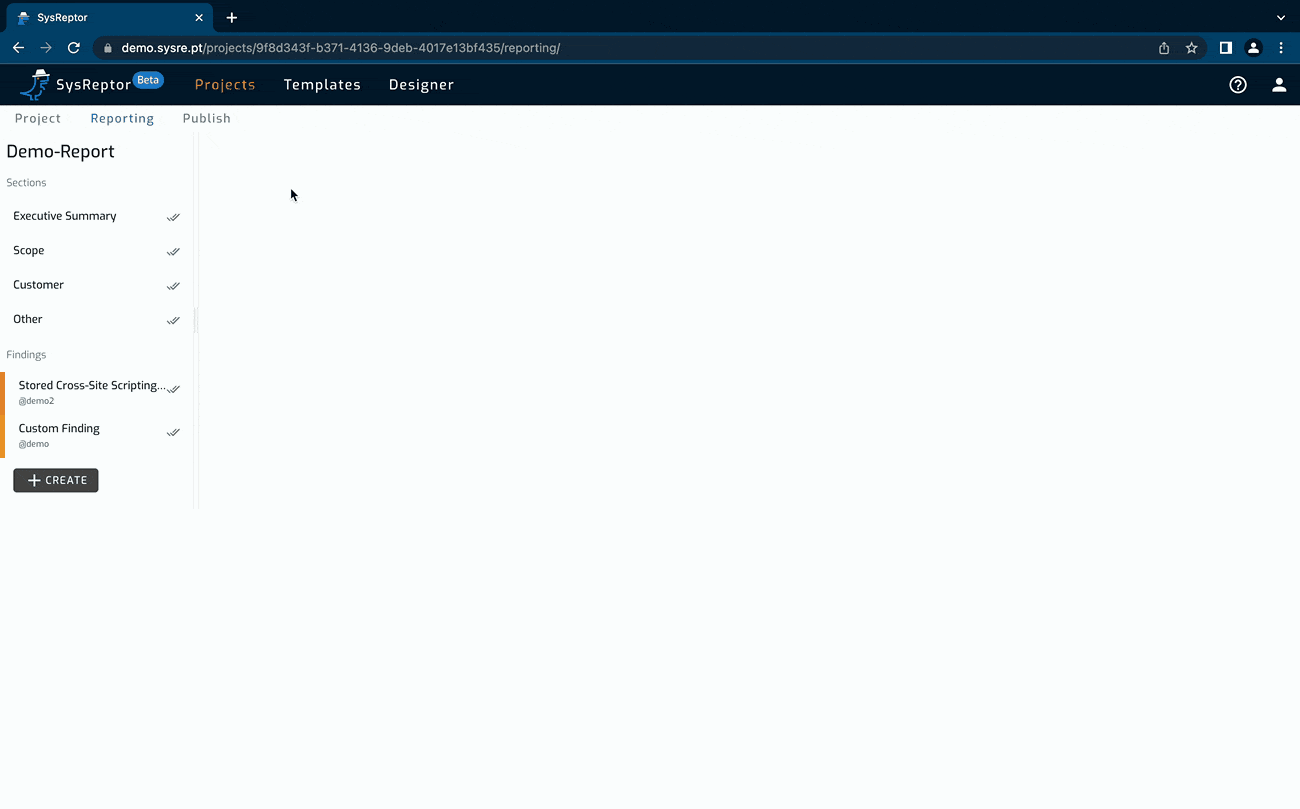 SysReptor
demo.sysre.pt/projects/9f8d343f-b371-4136-9deb-4017e13bf435/reporting/
SysReptor Beta Projects Templates Designer
Project Reporting Publish
Demo-Report
Sections
Executive Summary
Scope
Customer
Other
Findings
Stored Cross-Site Scripting...
@demo2
Custom Finding
@demo
CREATE